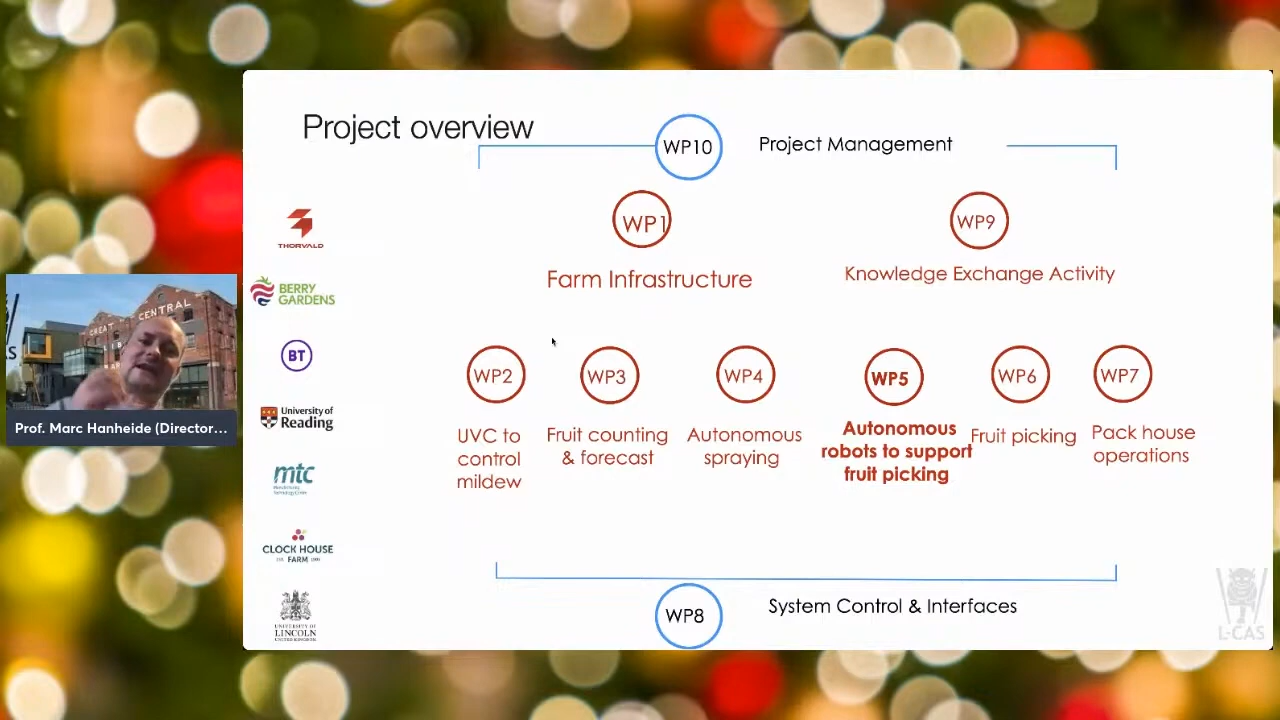 Project overview
WP10
Project Management
WP1
WP9
Farm Infrastructure
Knowledge Exchange Activity
THORVALD
BERRY
GARDENS
BT
University of
Reading
mtc
CLOCK HOUSE
FARM
UNIVERSITY OF
LINCOLN
WP2
WP3
WP4
WP5
WP6
WP7
UVC to
control
mildew
Fruit counting
& forecast
Autonomous
spraying
Autonomous
robots to support
fruit picking
Fruit picking
Pack house
operations
WP8
System Control & Interfaces
L-CAS
GREAT CENTRAL
Prof. Marc Hanheide (Director...